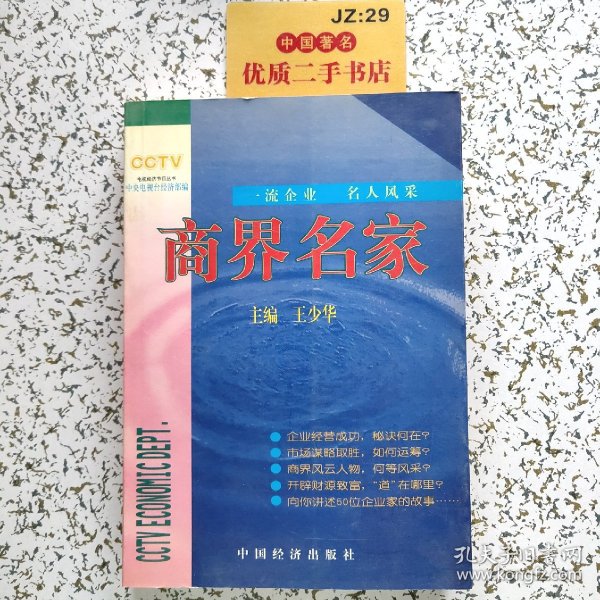 JZ:29
中国著名
优质二手书店
CCTV
电视经济节目丛书
中央电视台经济部编
一流企业 名人风采
商界名家
主编 王少华
企业经营成功，秘诀何在？
市场谋略取胜，如何运筹？
商界风云人物，何等风采？
开辟财源致富，“道”在哪里？
向你讲述60位企业家的故事……
CCTV ECONOMIC DEPT.
中国经济出版社
孔夫子旧书网
www.kongfz.com